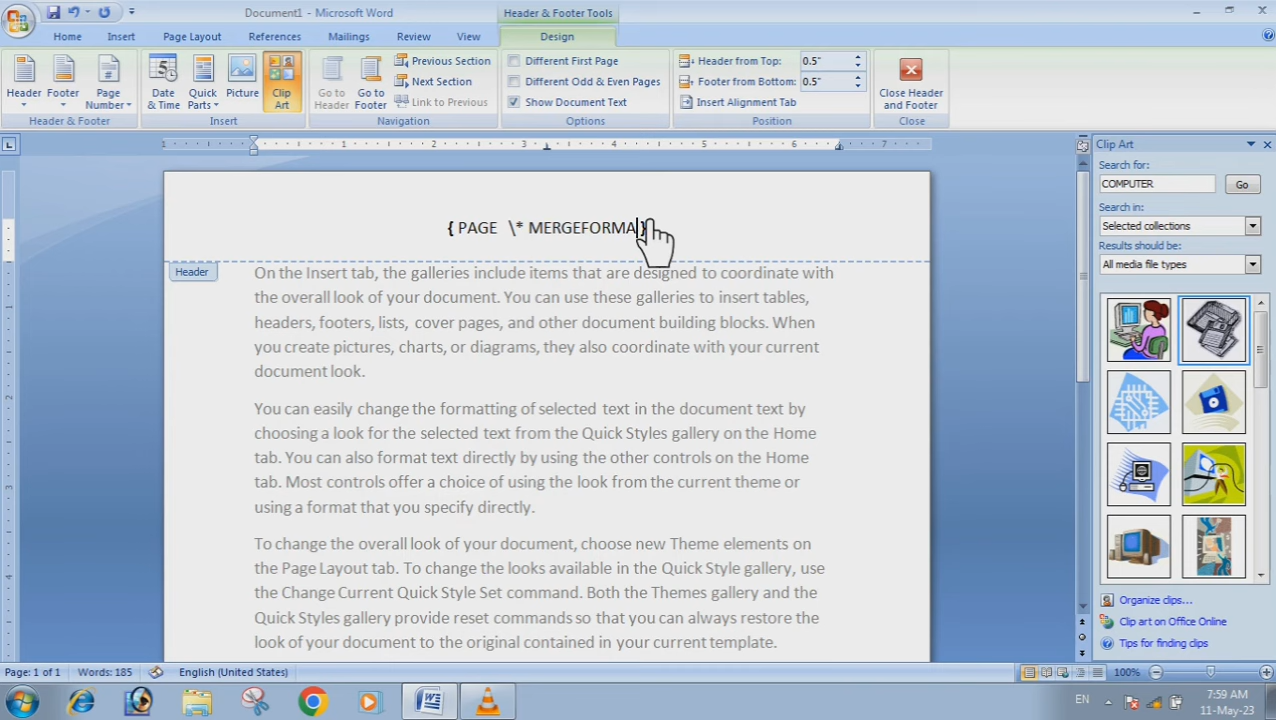 Document1 - Microsoft Word
Header & Footer Tools
Home Insert Page Layout References Mailings Review View Design
Header
Footer
Page Number
Header & Footer
Date & Time
Quick Parts
Picture
Clip Art
Insert
Go to Header
Go to Footer
Previous Section
Next Section
Link to Previous
Navigation
Different First Page
Different Odd & Even Pages
Show Document Text
Options
Header from Top: 0.5"
Footer from Bottom: 0.5"
Insert Alignment Tab
Position
Close Header and Footer
Close
L
1 1 2 3 4 5 6 7
{ PAGE \* MERGEFORMA }
Header
On the Insert tab, the galleries include items that are designed to coordinate with
the overall look of your document. You can use these galleries to insert tables,
headers, footers, lists, cover pages, and other document building blocks. When
you create pictures, charts, or diagrams, they also coordinate with your current
document look.
You can easily change the formatting of selected text in the document text by
choosing a look for the selected text from the Quick Styles gallery on the Home
tab. You can also format text directly by using the other controls on the Home
tab. Most controls offer a choice of using the look from the current theme or
using a format that you specify directly.
To change the overall look of your document, choose new Theme elements on
the Page Layout tab. To change the looks available in the Quick Style gallery, use
the Change Current Quick Style Set command. Both the Themes gallery and the
Quick Styles gallery provide reset commands so that you can always restore the
look of your document to the original contained in your current template.
Clip Art
Search for:
COMPUTER
Go
Search in:
Selected collections
Results should be:
All media file types
Organize clips...
Clip art on Office Online
Tips for finding clips
Page: 1 of 1 Words: 185 English (United States) 100%
EN
7:59 AM
11-May-23